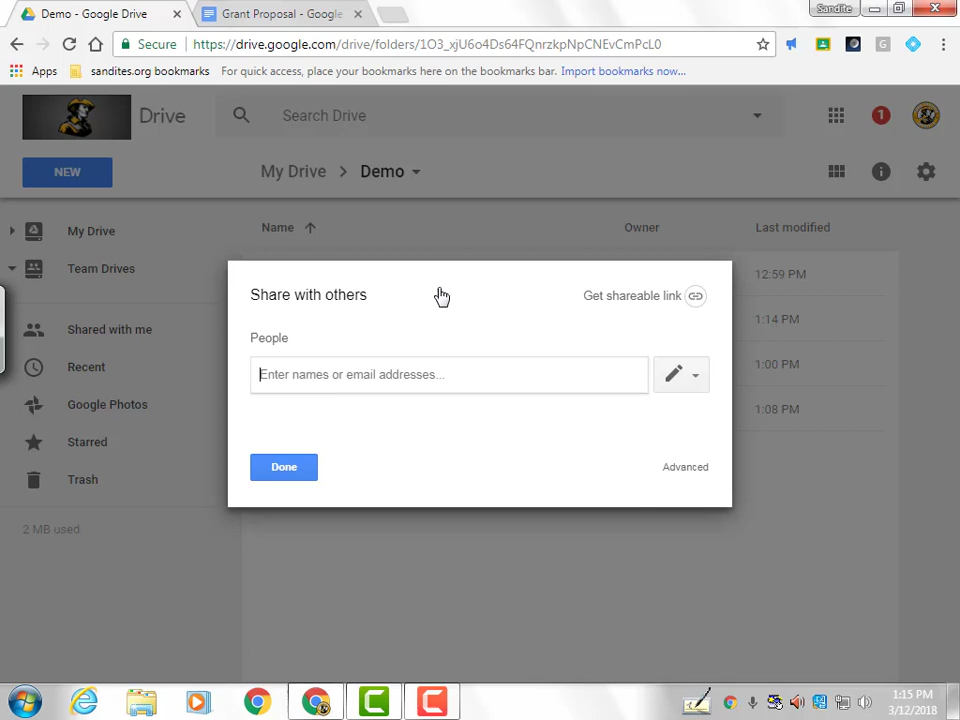 Demo - Google Drive
Grant Proposal - Google
Sandite
Secure
https://drive.google.com/drive/folders/1O3_xjU6o4Ds64FQnrzkpNpCNEvCmPcL0
Apps
sandites.org bookmarks
For quick access, place your bookmarks here on the bookmarks bar. Import bookmarks now...
Drive
Search Drive
1
NEW
My Drive
Demo
My Drive
Team Drives
Shared with me
Recent
Google Photos
Starred
Trash
2 MB used
Name
Owner
Last modified
12:59 PM
1:14 PM
1:00 PM
1:08 PM
Share with others
Get shareable link
People
Enter names or email addresses...
Done
Advanced
1:15 PM
3/12/2018